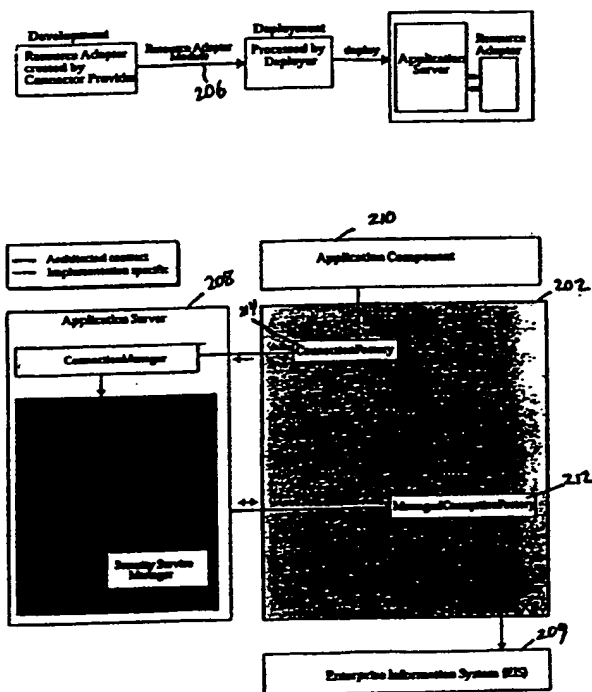 Development
Resource Adapter
created by
Connector Provider
Resource Adapter
Module
206
Deployment
Processed by
Deployer
deploy
Application
Server
Resource
Adapter
Architected contract
Implementation specific
210
Application Component
208
Application Server
202
214
ConnectionManager
ConnectionFactory
212
ManagedConnectionFactory
Security Service
Manager
209
Enterprise Information System (EIS)